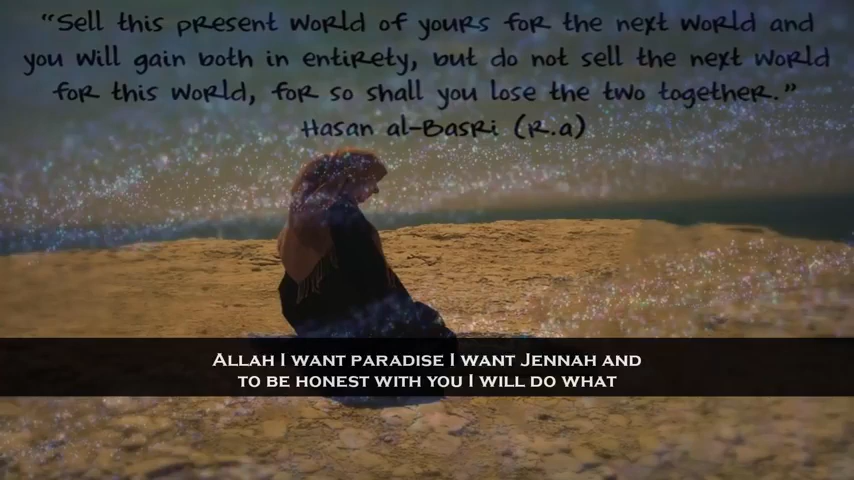 “Sell this present world of yours for the next world and
you will gain both in entirety, but do not sell the next world
for this world, for so shall you lose the two together.”
Hasan al-Basri (r.a)
Allah I want paradise I want Jennah and
to be honest with you I will do what